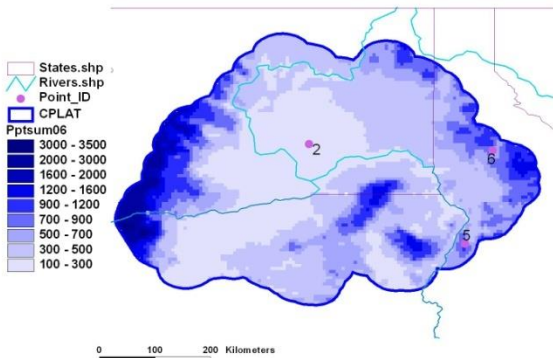 States.shp
Rivers.shp
Point_ID
CPLAT
Pptsum06
3000 - 3500
2000 - 3000
1600 - 2000
1200 - 1600
900 - 1200
700 - 900
500 - 700
300 - 500
100 - 300
2
6
5
0 100 200 Kilometers